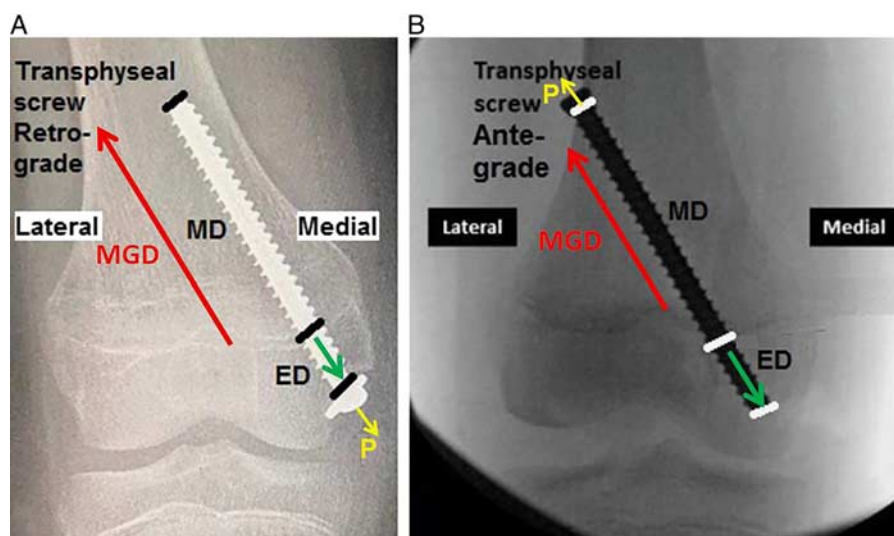 A
Transphyseal
screw
Retro-
grade
Lateral
MD
Medial
MGD
ED
P
B
Transphyseal
P
screw
Ante-
grade
MD
Lateral
Medial
MGD
ED